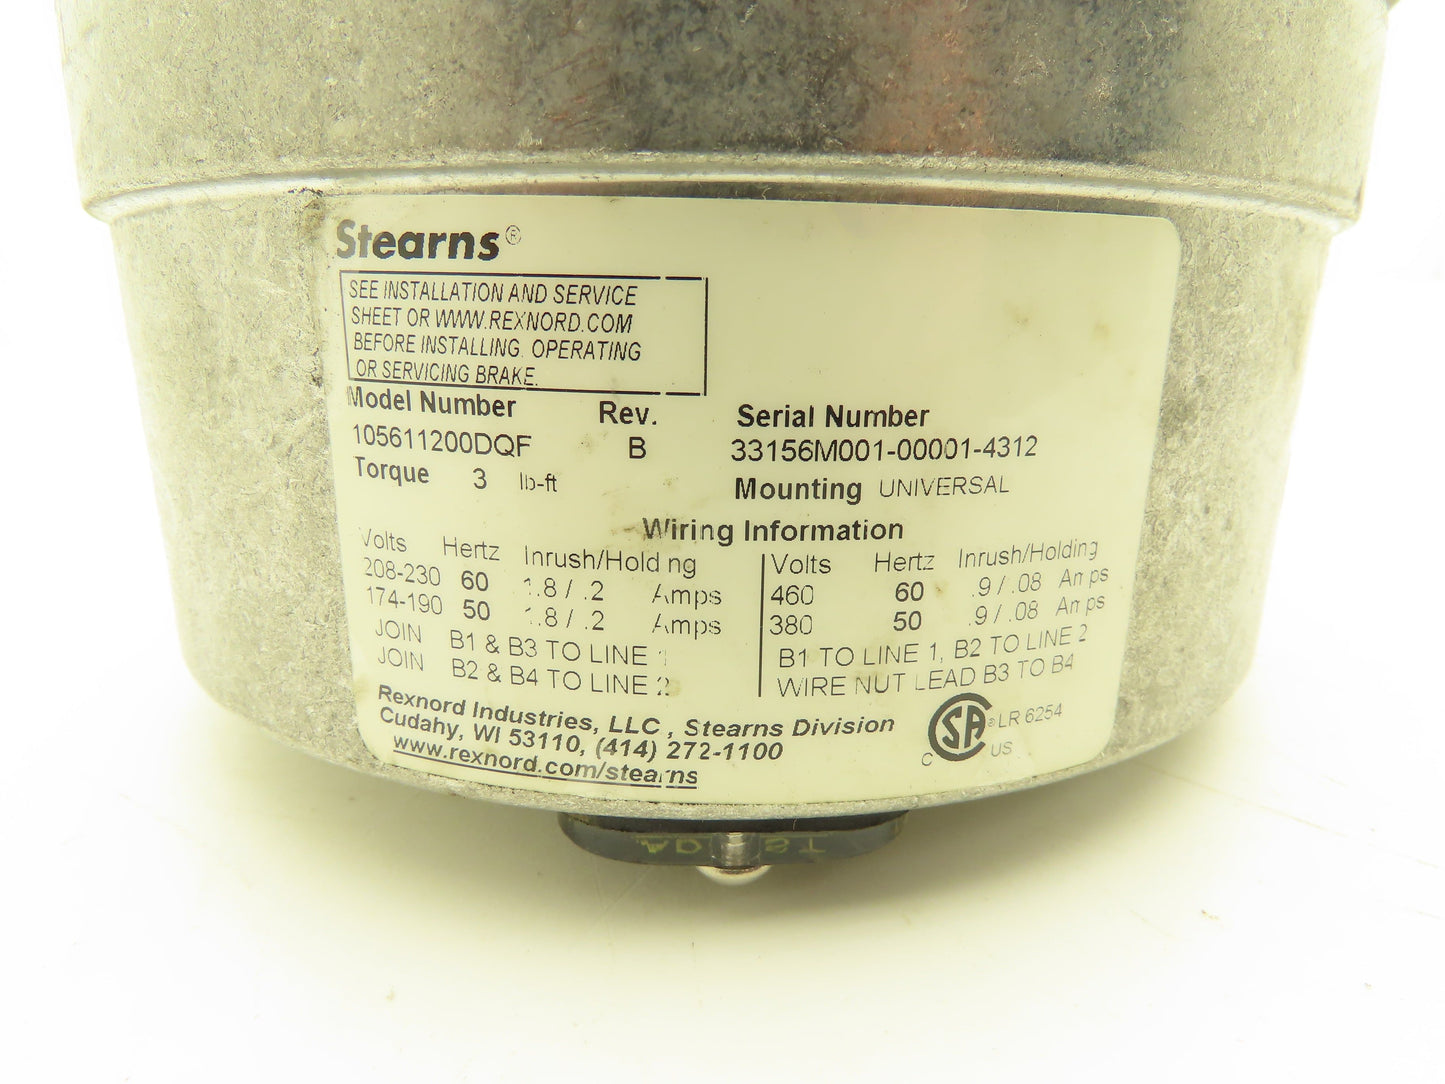 Stearns®
SEE INSTALLATION AND SERVICE
SHEET OR WWW.REXNORD.COM
BEFORE INSTALLING, OPERATING
OR SERVICING BRAKE.
Model Number Rev. Serial Number
105611200DQF B 33156M001-00001-4312
Torque 3 lb-ft Mounting UNIVERSAL
Wiring Information
Volts Hertz Inrush/Holding
208-230 60 1.8 / .2 Amps
174-190 50 1.8 / .2 Amps
JOIN B1 & B3 TO LINE 1
JOIN B2 & B4 TO LINE 2
Volts Hertz Inrush/Holding
460 60 .9 / .08 Amps
380 50 .9 / .08 Amps
B1 TO LINE 1, B2 TO LINE 2
WIRE NUT LEAD B3 TO B4
Rexnord Industries, LLC , Stearns Division
Cudahy, WI 53110, (414) 272-1100
www.rexnord.com/stearns
C SA ® US
LR 6254